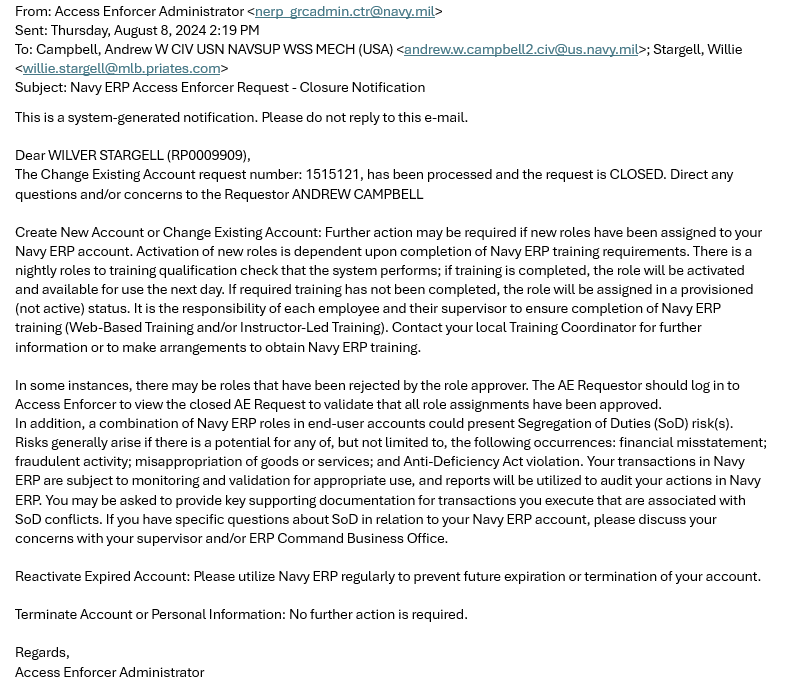 From: Access Enforcer Administrator <nerp_grcadmin.ctr@navy.mil>
Sent: Thursday, August 8, 2024 2:19 PM
To: Campbell, Andrew W CIV USN NAVSUP WSS MECH (USA) <andrew.w.campbell2.civ@us.navy.mil>; Stargell, Willie
<willie.stargell@mlb.priates.com>
Subject: Navy ERP Access Enforcer Request - Closure Notification
This is a system-generated notification. Please do not reply to this e-mail.
Dear WILVER STARGELL (RP0009909),
The Change Existing Account request number: 1515121, has been processed and the request is CLOSED. Direct any
questions and/or concerns to the Requestor ANDREW CAMPBELL
Create New Account or Change Existing Account: Further action may be required if new roles have been assigned to your
Navy ERP account. Activation of new roles is dependent upon completion of Navy ERP training requirements. There is a
nightly roles to training qualification check that the system performs; if training is completed, the role will be activated
and available for use the next day. If required training has not been completed, the role will be assigned in a provisioned
(not active) status. It is the responsibility of each employee and their supervisor to ensure completion of Navy ERP
training (Web-Based Training and/or Instructor-Led Training). Contact your local Training Coordinator for further
information or to make arrangements to obtain Navy ERP training.
In some instances, there may be roles that have been rejected by the role approver. The AE Requestor should log in to
Access Enforcer to view the closed AE Request to validate that all role assignments have been approved.
In addition, a combination of Navy ERP roles in end-user accounts could present Segregation of Duties (SoD) risk(s).
Risks generally arise if there is a potential for any of, but not limited to, the following occurrences: financial misstatement;
fraudulent activity; misappropriation of goods or services; and Anti-Deficiency Act violation. Your transactions in Navy
ERP are subject to monitoring and validation for appropriate use, and reports will be utilized to audit your actions in Navy
ERP. You may be asked to provide key supporting documentation for transactions you execute that are associated with
SoD conflicts. If you have specific questions about SoD in relation to your Navy ERP account, please discuss your
concerns with your supervisor and/or ERP Command Business Office.
Reactivate Expired Account: Please utilize Navy ERP regularly to prevent future expiration or termination of your account.
Terminate Account or Personal Information: No further action is required.
Regards,
Access Enforcer Administrator